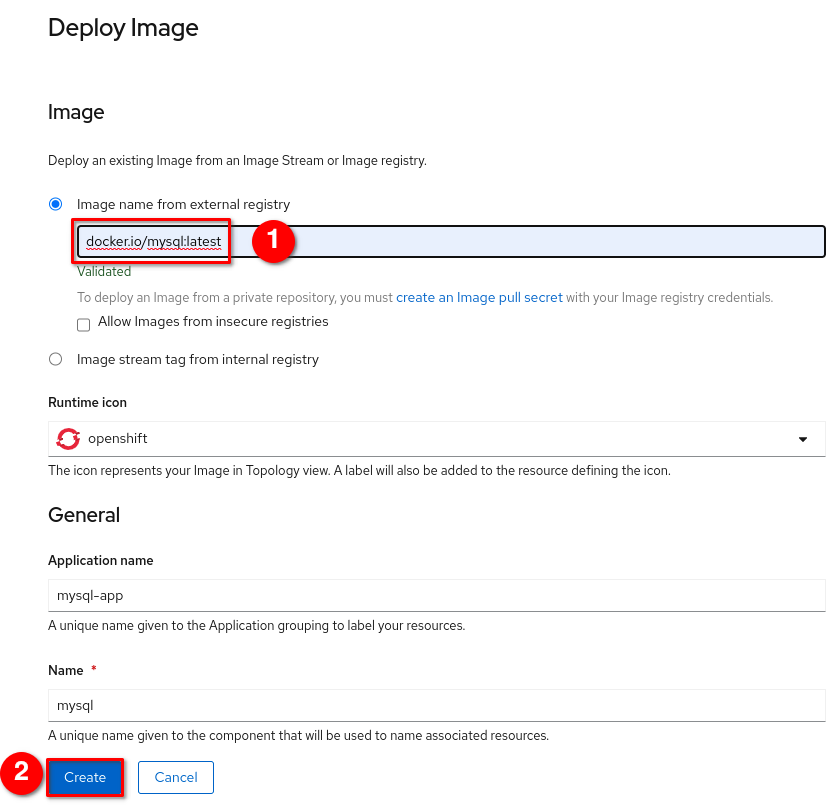 Deploy Image
Image
Deploy an existing Image from an Image Stream or Image registry.
Image name from external registry
docker.io/mysql:latest
1
Validated
To deploy an Image from a private repository, you must create an Image pull secret with your Image registry credentials.
Allow Images from insecure registries
Image stream tag from internal registry
Runtime icon
openshift
The icon represents your Image in Topology view. A label will also be added to the resource defining the icon.
General
Application name
mysql-app
A unique name given to the Application grouping to label your resources.
Name *
mysql
A unique name given to the component that will be used to name associated resources.
2 Create Cancel